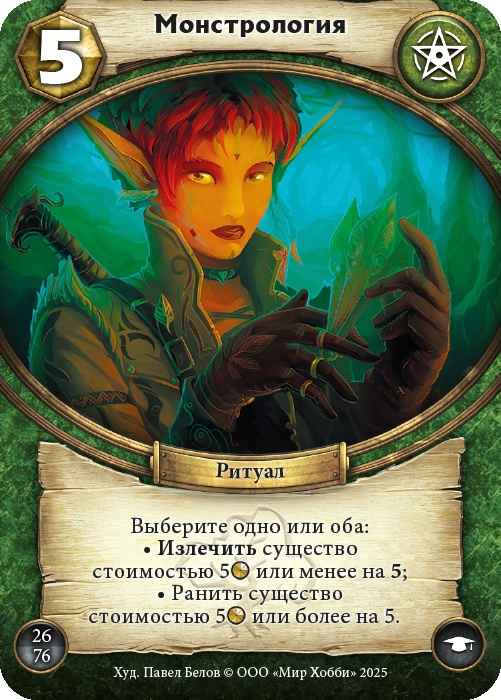 Монстрология
5
Ритуал
Выберите одно или оба:
• Излечить существо
стоимостью 5 или менее на 5;
• Ранить существо
стоимостью 5 или более на 5.
26
76
Худ. Павел Белов © ООО «Мир Хобби» 2025